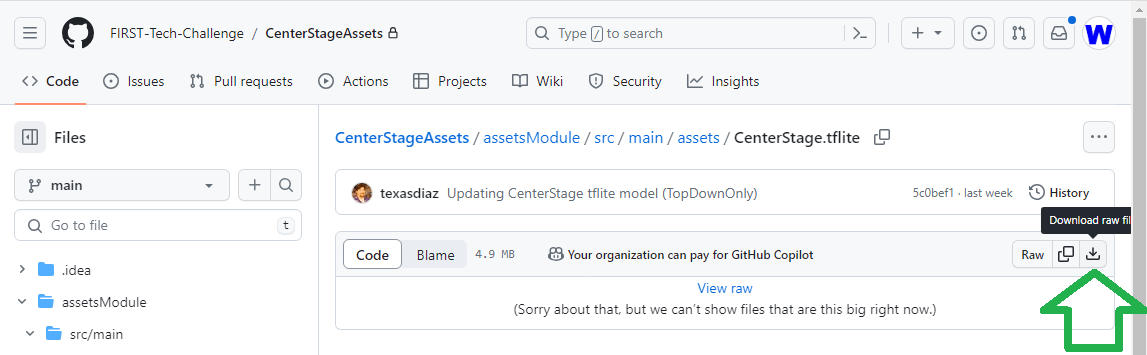 FIRST-Tech-Challenge / CenterStageAssets
Type / to search
W
Code Issues Pull requests Actions Projects Wiki Security Insights
Files
CenterStageAssets / assetsModule / src / main / assets / CenterStage.tflite
main
texasdiaz Updating CenterStage tflite model (TopDownOnly) 5c0bef1 · last week History
Go to file t
Download raw fil
Code Blame 4.9 MB Your organization can pay for GitHub Copilot Raw
.idea
View raw
assetsModule
(Sorry about that, but we can't show files that are this big right now.)
src/main